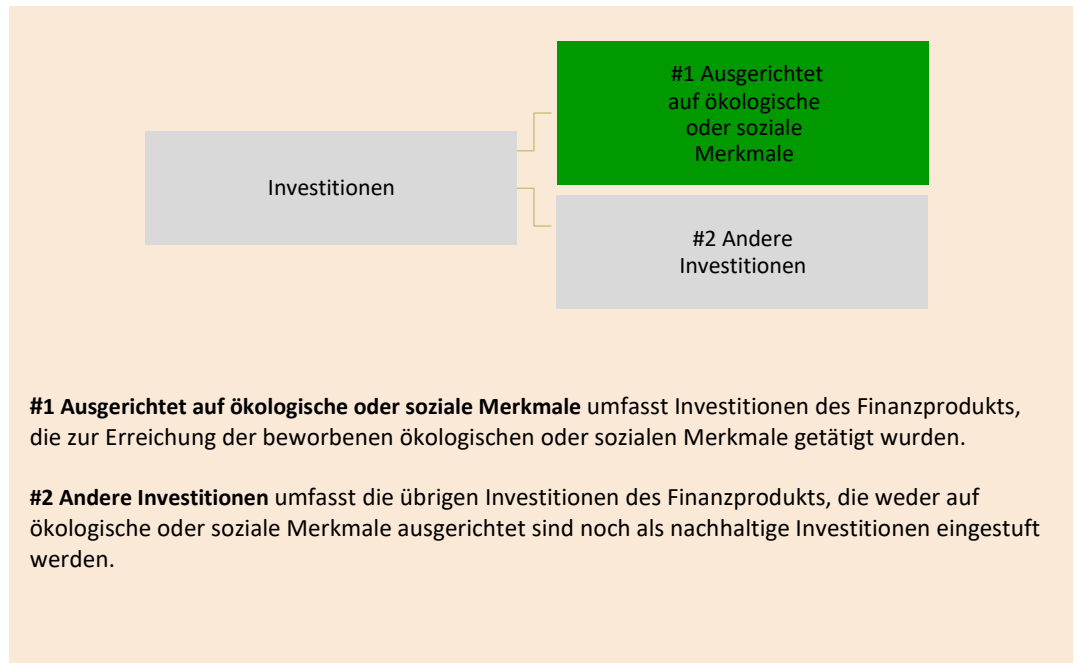 #1 Ausgerichtet
auf ökologische
oder soziale
Merkmale
Investitionen
#2 Andere
Investitionen
#1 Ausgerichtet auf ökologische oder soziale Merkmale umfasst Investitionen des Finanzprodukts,
die zur Erreichung der beworbenen ökologischen oder sozialen Merkmale getätigt wurden.
#2 Andere Investitionen umfasst die übrigen Investitionen des Finanzprodukts, die weder auf
ökologische oder soziale Merkmale ausgerichtet sind noch als nachhaltige Investitionen eingestuft
werden.